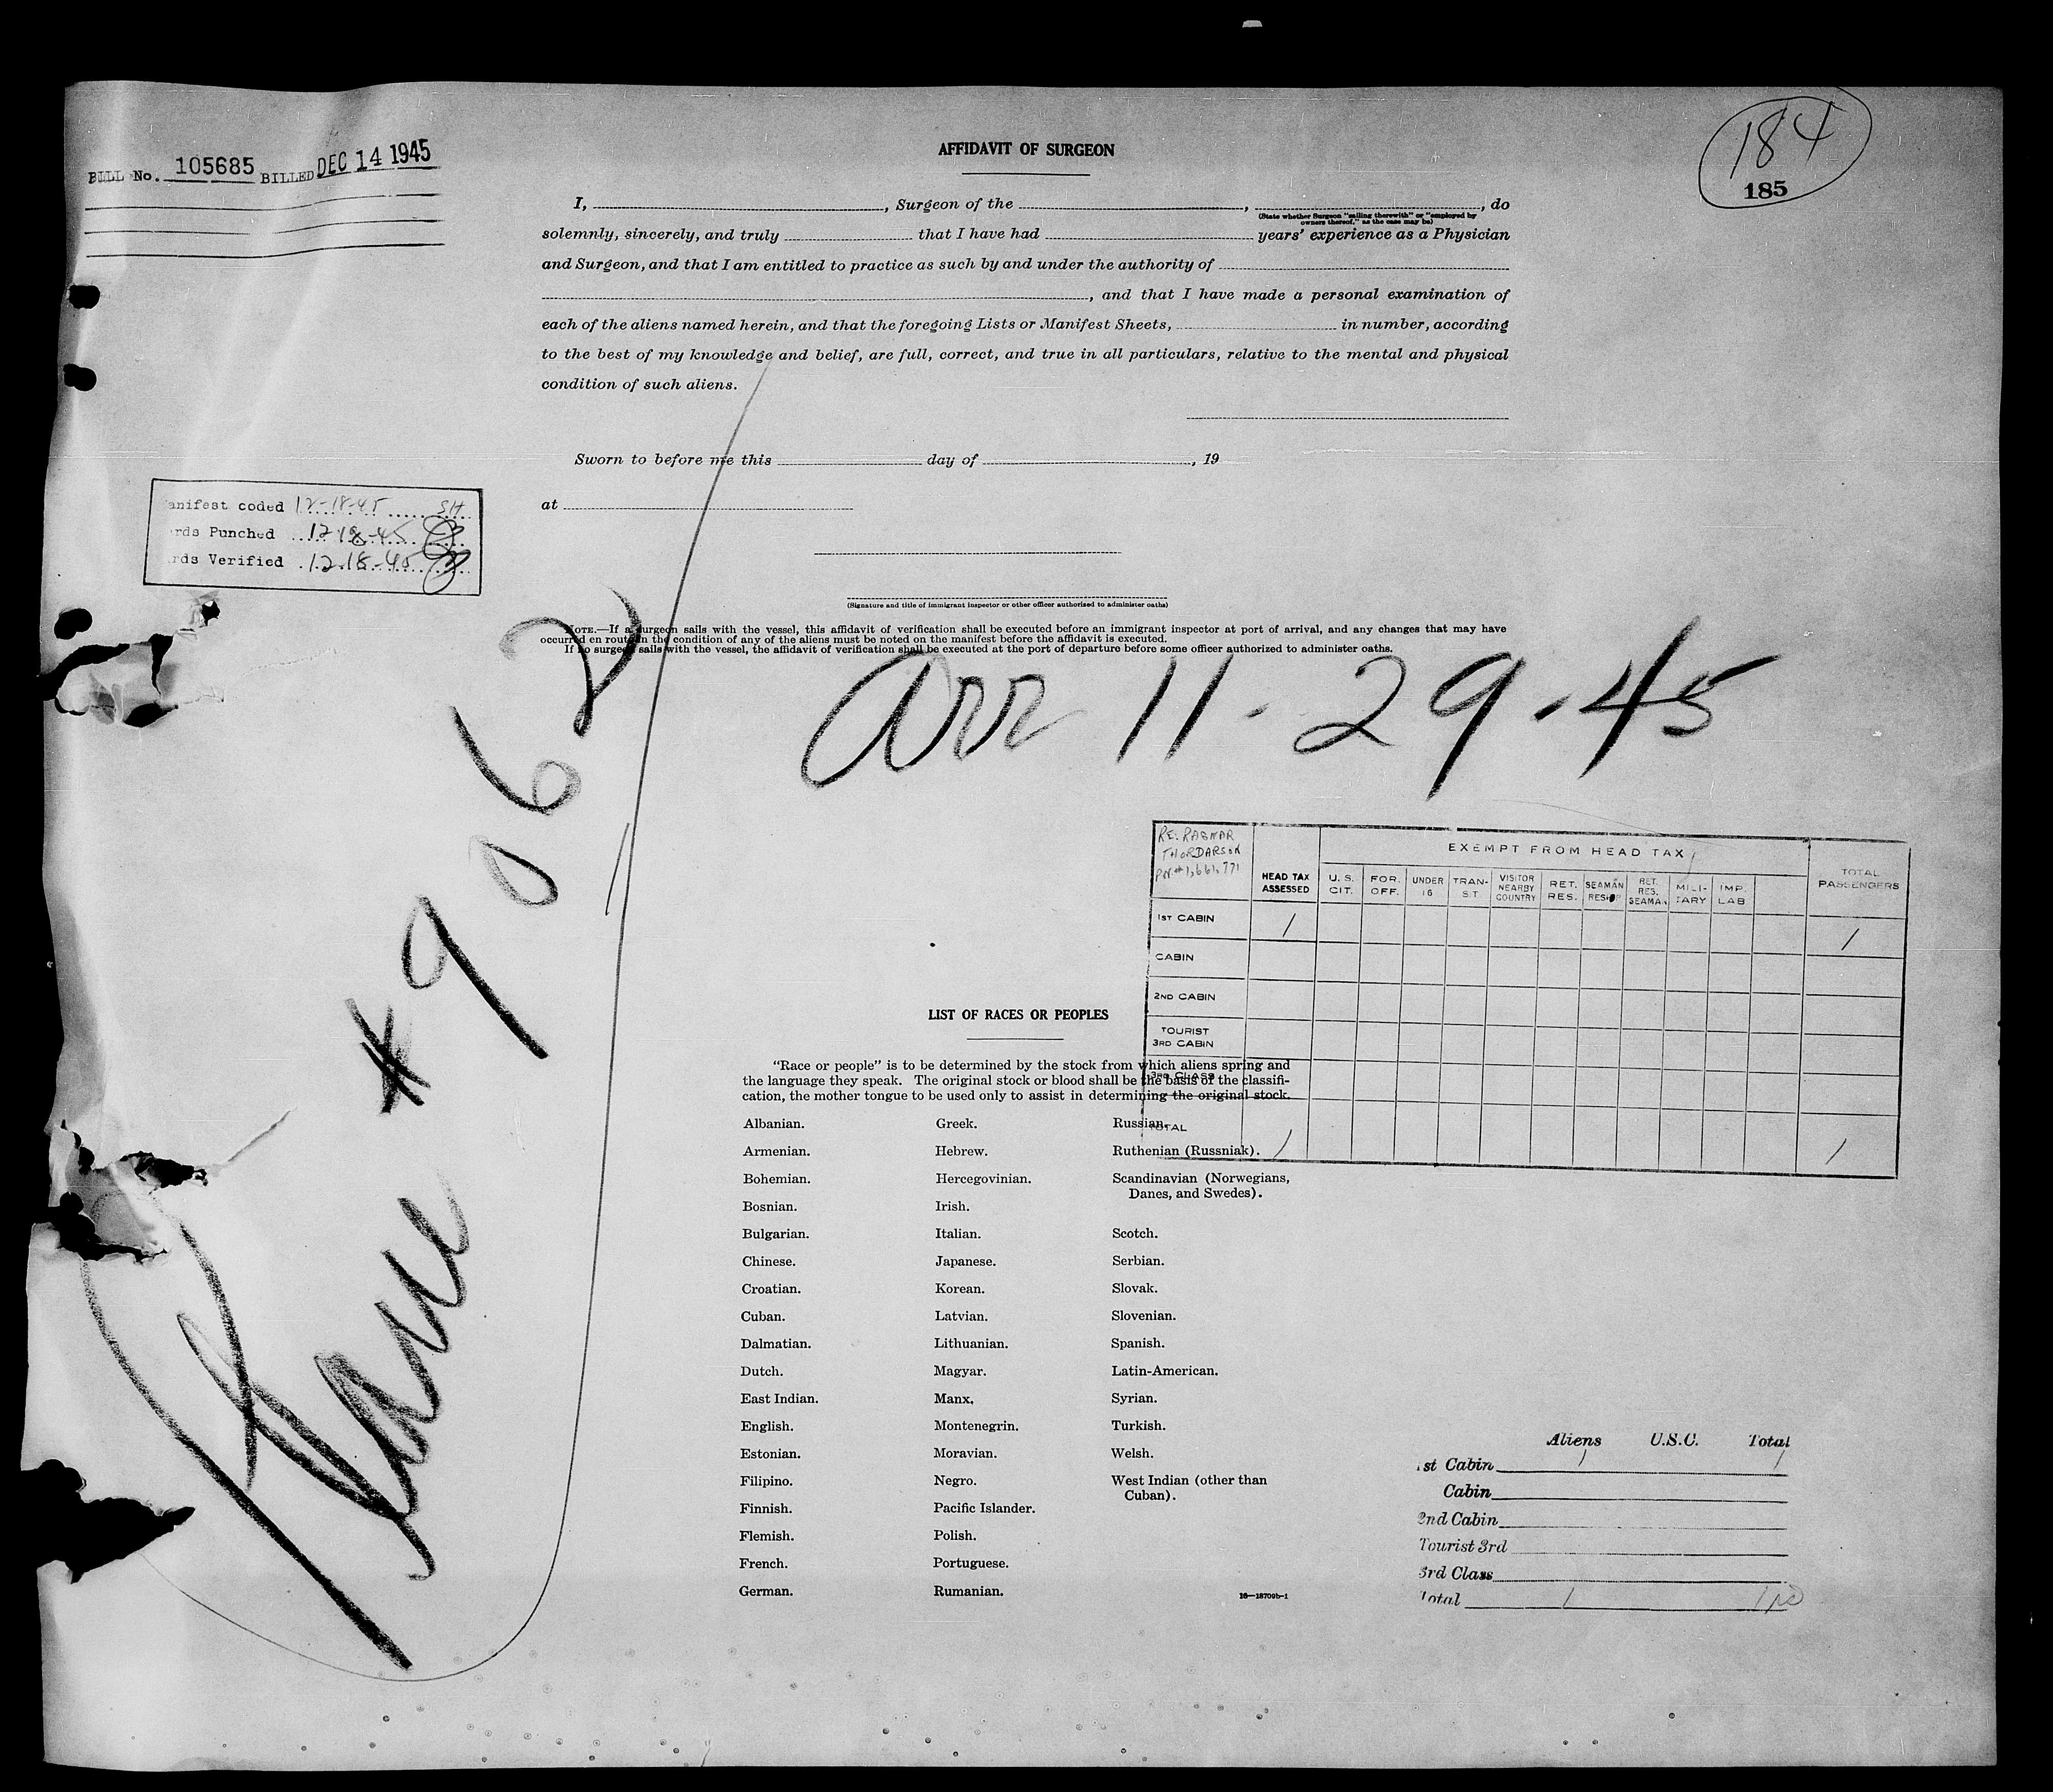 184
185
BILL No. 105685 BILLED DEC 14 1945
AFFIDAVIT OF SURGEON
I, , Surgeon of the , , do
(State whether Surgeon "sailing therewith" or "employed by
owners thereof," as the case may be)
solemnly, sincerely, and truly that I have had years' experience as a Physician
and Surgeon, and that I am entitled to practice as such by and under the authority of
, and that I have made a personal examination of
each of the aliens named herein, and that the foregoing Lists or Manifest Sheets, in number, according
to the best of my knowledge and belief, are full, correct, and true in all particulars, relative to the mental and physical
condition of such aliens.
Sworn to before me this day of , 19
at
anifest coded 12-18-45 SH
rds Punched 12-18-45
rds Verified 12-18-45
(Signature and title of immigrant inspector or other officer authorized to administer oaths)
NOTE.—If a surgeon sails with the vessel, this affidavit of verification shall be executed before an immigrant inspector at port of arrival, and any changes that may have
occurred en route in the condition of any of the aliens must be noted on the manifest before the affidavit is executed.
If no surgeon sails with the vessel, the affidavit of verification shall be executed at the port of departure before some officer authorized to administer oaths.
Arr 11-29-45
Plane #9062
RE: RAGNAR
THORDARSON
#1,661,771
HEAD TAX
ASSESSED
EXEMPT FROM HEAD TAX
U. S.
CIT.
FOR.
OFF.
UNDER
16
TRAN-
S.T
VISITOR
NEARBY
COUNTRY
RET.
RES.
SEAMAN
RET.
RES.
SEAMAN
MILI-
TARY
IMP.
LAB
TOTAL
PASSENGERS
1ST CABIN 1 1
CABIN
2ND CABIN
TOURIST
3RD CABIN
3RD CLASS
TOTAL 1 1
LIST OF RACES OR PEOPLES
"Race or people" is to be determined by the stock from which aliens spring and
the language they speak. The original stock or blood shall be the basis of the classifi-
cation, the mother tongue to be used only to assist in determining the original stock.
Albanian.
Armenian.
Bohemian.
Bosnian.
Bulgarian.
Chinese.
Croatian.
Cuban.
Dalmatian.
Dutch.
East Indian.
English.
Estonian.
Filipino.
Finnish.
Flemish.
French.
German.
Greek.
Hebrew.
Hercegovinian.
Irish.
Italian.
Japanese.
Korean.
Latvian.
Lithuanian.
Magyar.
Manx.
Montenegrin.
Moravian.
Negro.
Pacific Islander.
Polish.
Portuguese.
Rumanian.
Russian.
Ruthenian (Russniak).
Scandinavian (Norwegians,
Danes, and Swedes).
Scotch.
Serbian.
Slovak.
Slovenian.
Spanish.
Latin-American.
Syrian.
Turkish.
Welsh.
West Indian (other than
Cuban).
16—18709b-1
Aliens U.S.C. Total
1st Cabin 1 1
Cabin
2nd Cabin
Tourist 3rd
3rd Class
Total 1 1